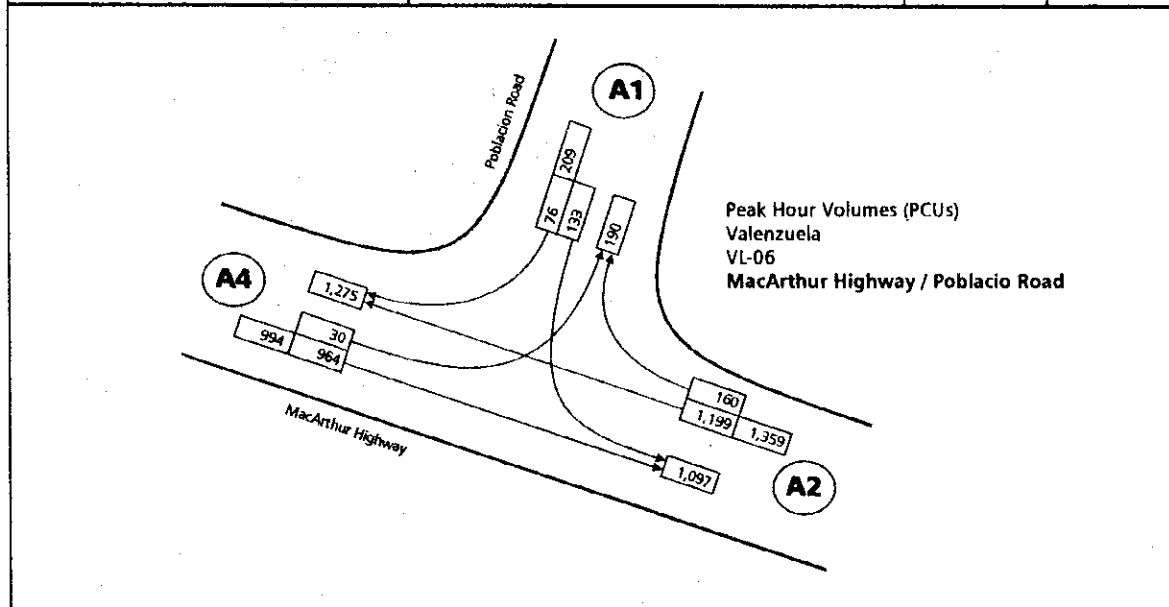 A1
Poblacion Road
209
76
133
190
Peak Hour Volumes (PCUs)
Valenzuela
VL-06
MacArthur Highway / Poblacio Road
A4
1,275
30
994
964
MacArthur Highway
160
1,199
1,359
1,097
A2